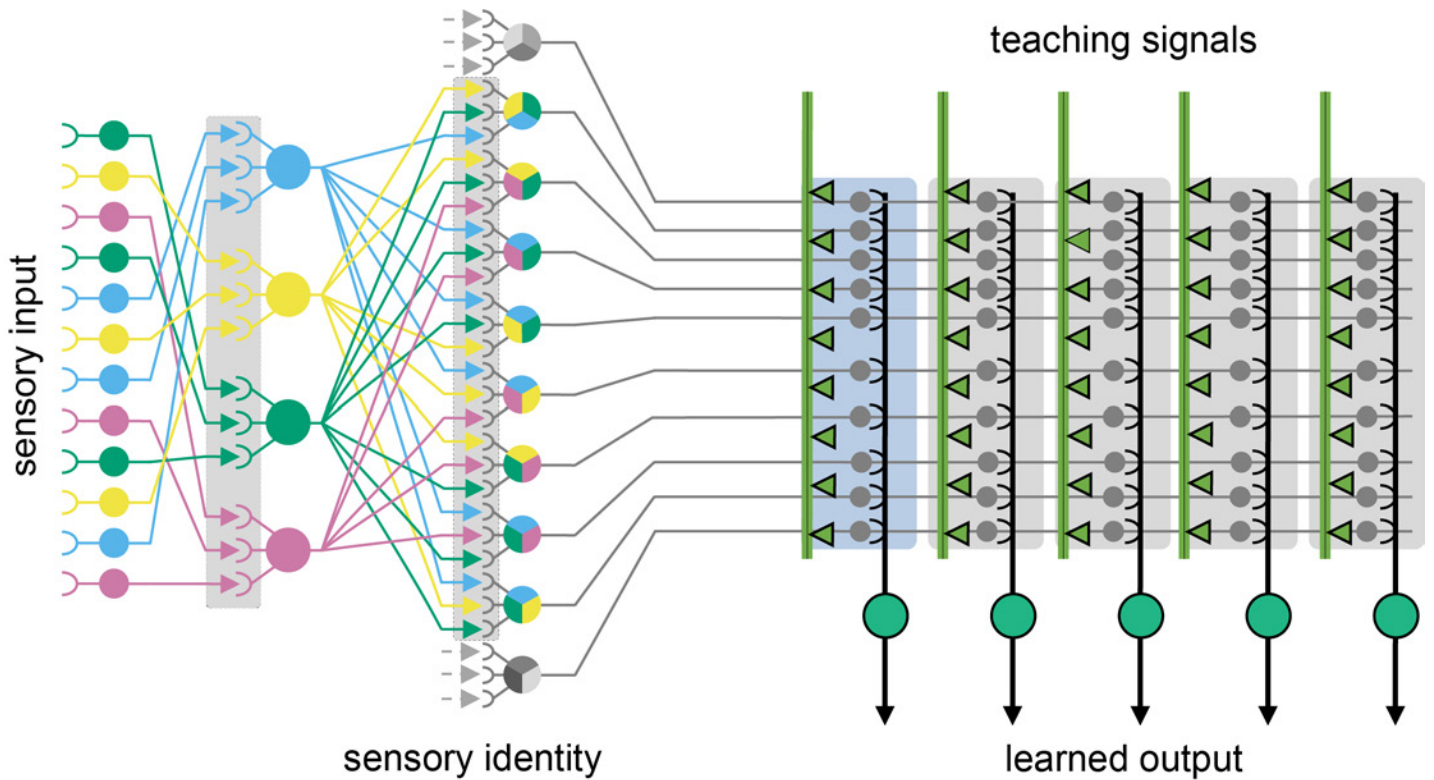 teaching signals
sensory input
sensory identity
learned output